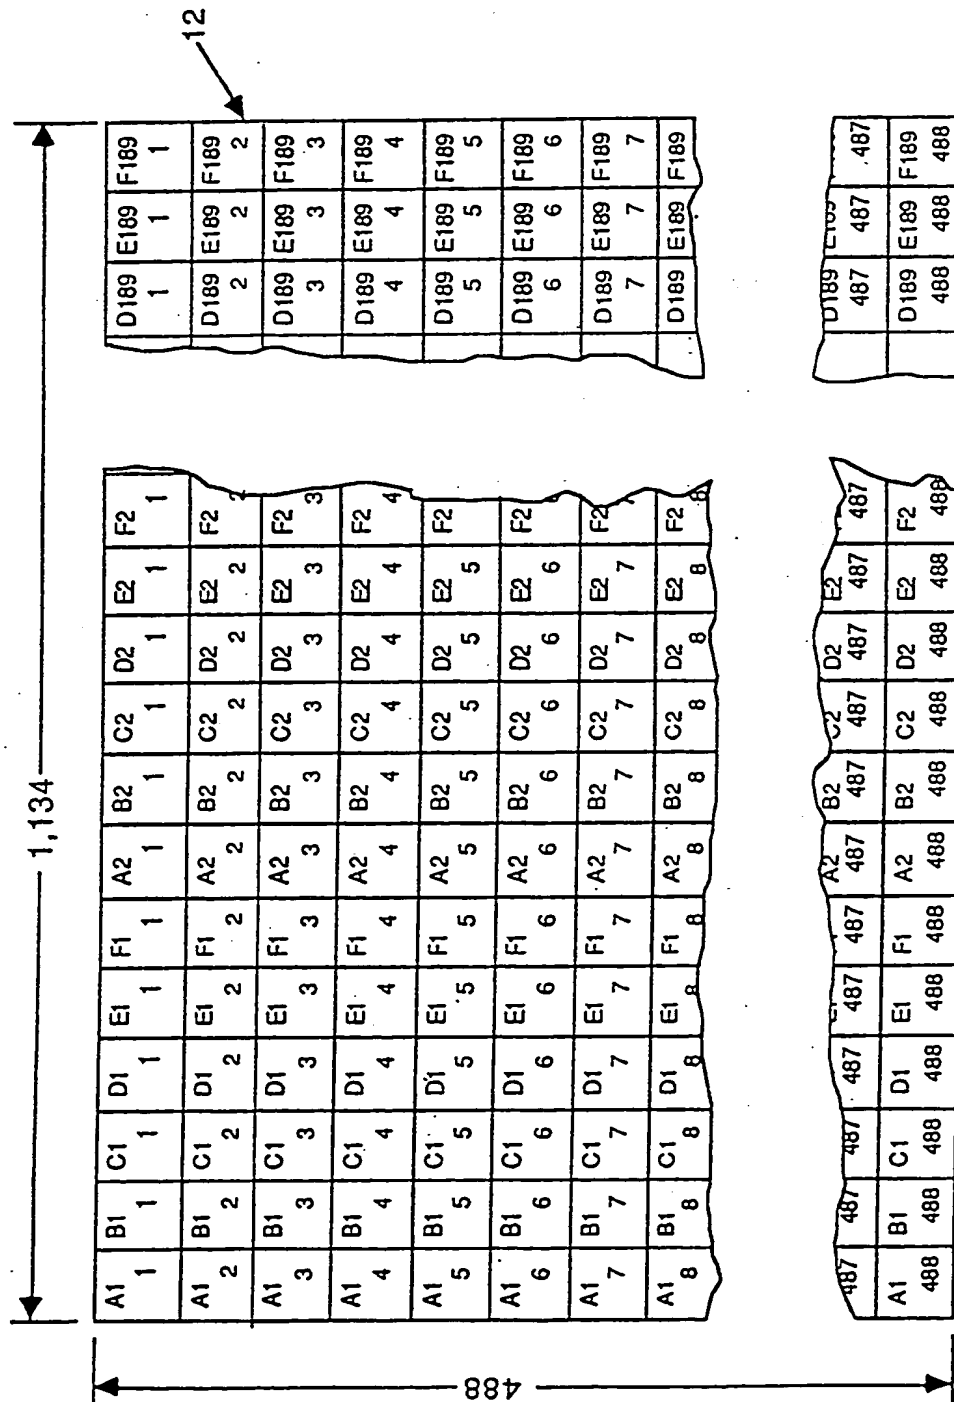 1,134
12
488
A1 B1 C1 D1 E1 F1 A2 B2 C2 D2 E2 F2 D189 E189 F189
1 1 1 1 1 1 1 1 1 1 1 1 1 1 1
A1 B1 C1 D1 E1 F1 A2 B2 C2 D2 E2 F2 D189 E189 F189
2 2 2 2 2 2 2 2 2 2 2 2 2 2 2
A1 B1 C1 D1 E1 F1 A2 B2 C2 D2 E2 F2 D189 E189 F189
3 3 3 3 3 3 3 3 3 3 3 3 3 3 3
A1 B1 C1 D1 E1 F1 A2 B2 C2 D2 E2 F2 D189 E189 F189
4 4 4 4 4 4 4 4 4 4 4 4 4 4 4
A1 B1 C1 D1 E1 F1 A2 B2 C2 D2 E2 F2 D189 E189 F189
5 5 5 5 5 5 5 5 5 5 5 5 5 5 5
A1 B1 C1 D1 E1 F1 A2 B2 C2 D2 E2 F2 D189 E189 F189
6 6 6 6 6 6 6 6 6 6 6 6 6 6 6
A1 B1 C1 D1 E1 F1 A2 B2 C2 D2 E2 F2 D189 E189 F189
7 7 7 7 7 7 7 7 7 7 7 7 7 7
A1 B1 C1 D1 E1 F1 A2 B2 C2 D2 E2 F2 D189 E189 F189
8 8 8 8 8 8 8 8 8 8 8 8
A2 B2 C2 D2 E2 D189 E189
487 487 487 487 487 487 487 487 487 487 487 487 487 487 487
A1 B1 C1 D1 E1 F1 A2 B2 C2 D2 E2 F2 D189 E189 F189
488 488 488 488 488 488 488 488 488 488 488 488 488 488 488